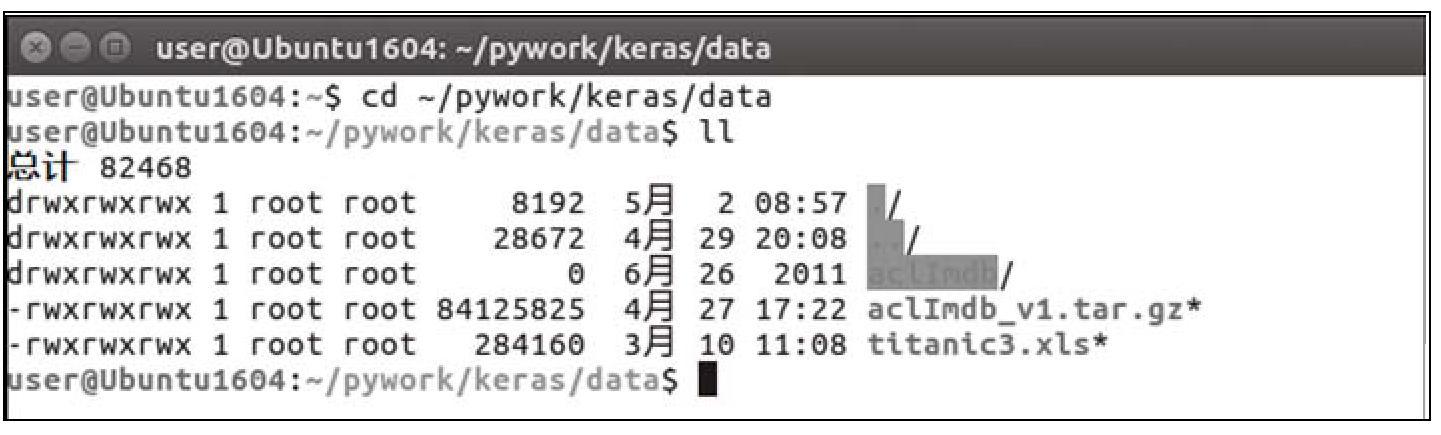 user@Ubuntu1604: ~/pywork/keras/data
user@Ubuntu1604:~$ cd ~/pywork/keras/data
user@Ubuntu1604:~/pywork/keras/data$ ll
总计 82468
drwxrwxrwx 1 root root 8192 5月 2 08:57 ./
drwxrwxrwx 1 root root 28672 4月 29 20:08 ../
drwxrwxrwx 1 root root 0 6月 26 2011 aclImdb/
-rwxrwxrwx 1 root root 84125825 4月 27 17:22 aclImdb_v1.tar.gz*
-rwxrwxrwx 1 root root 284160 3月 10 11:08 titanic3.xls*
user@Ubuntu1604:~/pywork/keras/data$